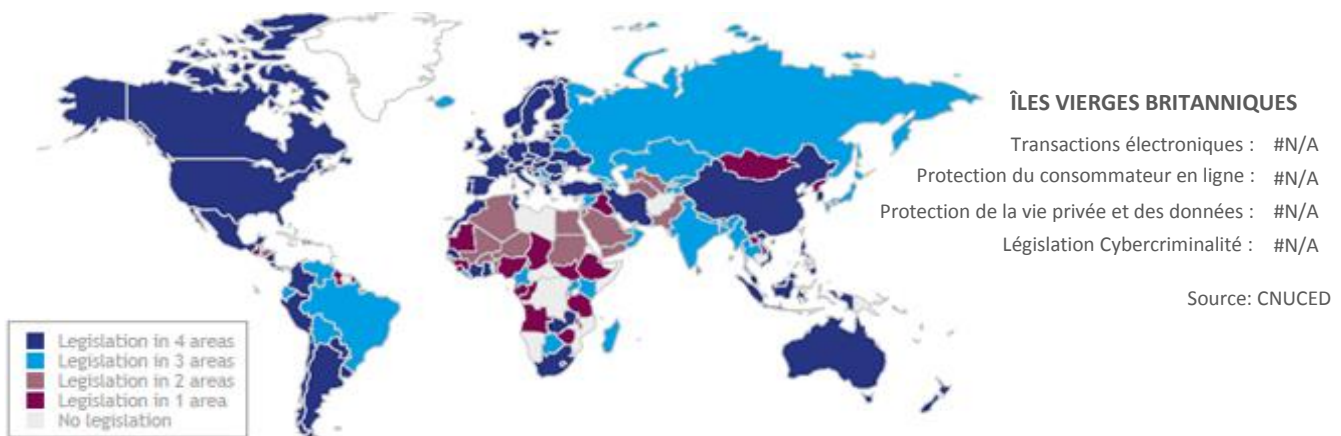 ÎLES VIERGES BRITANNIQUES
Transactions électroniques : #N/A
Protection du consommateur en ligne : #N/A
Protection de la vie privée et des données : #N/A
Législation Cybercriminalité : #N/A
Source: CNUCED
Legislation in 4 areas
Legislation in 3 areas
Legislation in 2 areas
Legislation in 1 area
No legislation